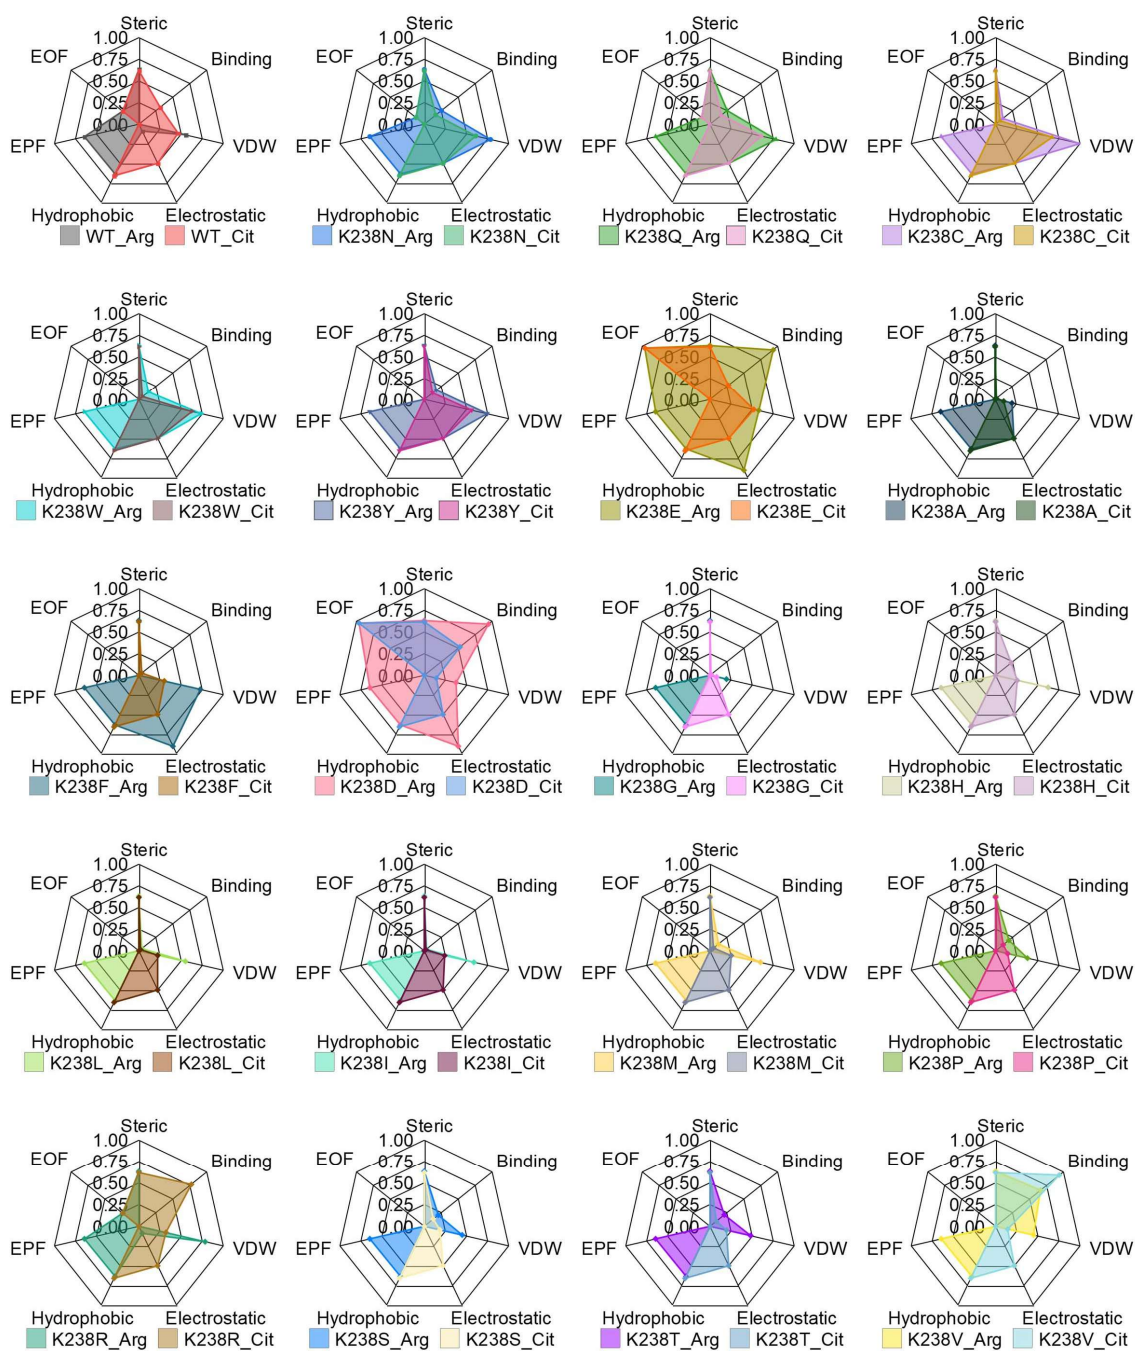 Steric
1.00
EOF 0.75 Binding
0.50
0.25
0.00
EPF VDW
Hydrophobic Electrostatic
WT_Arg WT_Cit
Steric
1.00
EOF 0.75 Binding
0.50
0.25
0.00
EPF VDW
Hydrophobic Electrostatic
K238N_Arg K238N_Cit
Steric
1.00
EOF 0.75 Binding
0.50
0.25
0.00
EPF VDW
Hydrophobic Electrostatic
K238Q_Arg K238Q_Cit
Steric
1.00
EOF 0.75 Binding
0.50
0.25
0.00
EPF VDW
Hydrophobic Electrostatic
K238C_Arg K238C_Cit
Steric
1.00
EOF 0.75 Binding
0.50
0.25
0.00
EPF VDW
Hydrophobic Electrostatic
K238W_Arg K238W_Cit
Steric
1.00
EOF 0.75 Binding
0.50
0.25
0.00
EPF VDW
Hydrophobic Electrostatic
K238Y_Arg K238Y_Cit
Steric
1.00
EOF 0.75 Binding
0.50
0.25
0.00
EPF VDW
Hydrophobic Electrostatic
K238E_Arg K238E_Cit
Steric
1.00
EOF 0.75 Binding
0.50
0.25
0.00
EPF VDW
Hydrophobic Electrostatic
K238A_Arg K238A_Cit
Steric
1.00
EOF 0.75 Binding
0.50
0.25
0.00
EPF VDW
Hydrophobic Electrostatic
K238F_Arg K238F_Cit
Steric
1.00
EOF 0.75 Binding
0.50
0.25
0.00
EPF VDW
Hydrophobic Electrostatic
K238D_Arg K238D_Cit
Steric
1.00
EOF 0.75 Binding
0.50
0.25
0.00
EPF VDW
Hydrophobic Electrostatic
K238G_Arg K238G_Cit
Steric
1.00
EOF 0.75 Binding
0.50
0.25
0.00
EPF VDW
Hydrophobic Electrostatic
K238H_Arg K238H_Cit
Steric
1.00
EOF 0.75 Binding
0.50
0.25
0.00
EPF VDW
Hydrophobic Electrostatic
K238L_Arg K238L_Cit
Steric
1.00
EOF 0.75 Binding
0.50
0.25
0.00
EPF VDW
Hydrophobic Electrostatic
K238I_Arg K238I_Cit
Steric
1.00
EOF 0.75 Binding
0.50
0.25
0.00
EPF VDW
Hydrophobic Electrostatic
K238M_Arg K238M_Cit
Steric
1.00
EOF 0.75 Binding
0.50
0.25
0.00
EPF VDW
Hydrophobic Electrostatic
K238P_Arg K238P_Cit
Steric
1.00
EOF 0.75 Binding
0.50
0.25
0.00
EPF VDW
Hydrophobic Electrostatic
K238R_Arg K238R_Cit
Steric
1.00
EOF 0.75 Binding
0.50
0.25
0.00
EPF VDW
Hydrophobic Electrostatic
K238S_Arg K238S_Cit
Steric
1.00
EOF 0.75 Binding
0.50
0.25
0.00
EPF VDW
Hydrophobic Electrostatic
K238T_Arg K238T_Cit
Steric
1.00
EOF 0.75 Binding
0.50
0.25
0.00
EPF VDW
Hydrophobic Electrostatic
K238V_Arg K238V_Cit